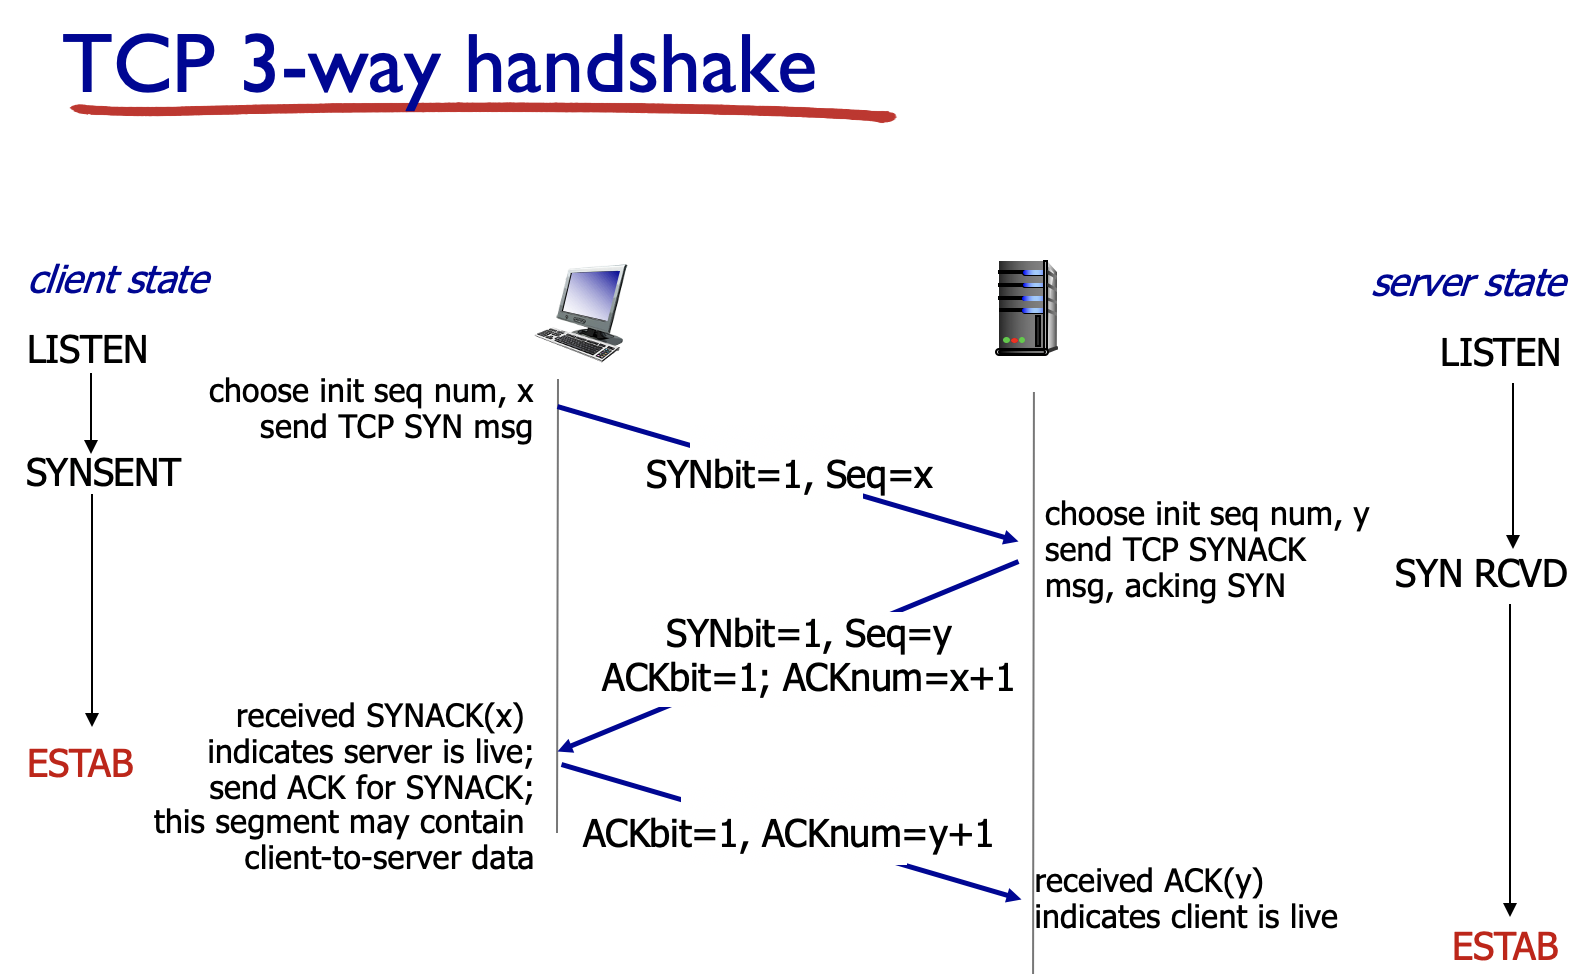 TCP 3-way handshake
client state
server state
LISTEN
LISTEN
choose init seq num, x
send TCP SYN msg
SYNSENT
SYNbit=1, Seq=x
choose init seq num, y
send TCP SYNACK
msg, acking SYN
SYN RCVD
SYNbit=1, Seq=y
ACKbit=1; ACKnum=x+1
received SYNACK(x)
indicates server is live;
send ACK for SYNACK;
this segment may contain
client-to-server data
ESTAB
ACKbit=1, ACKnum=y+1
received ACK(y)
indicates client is live
ESTAB